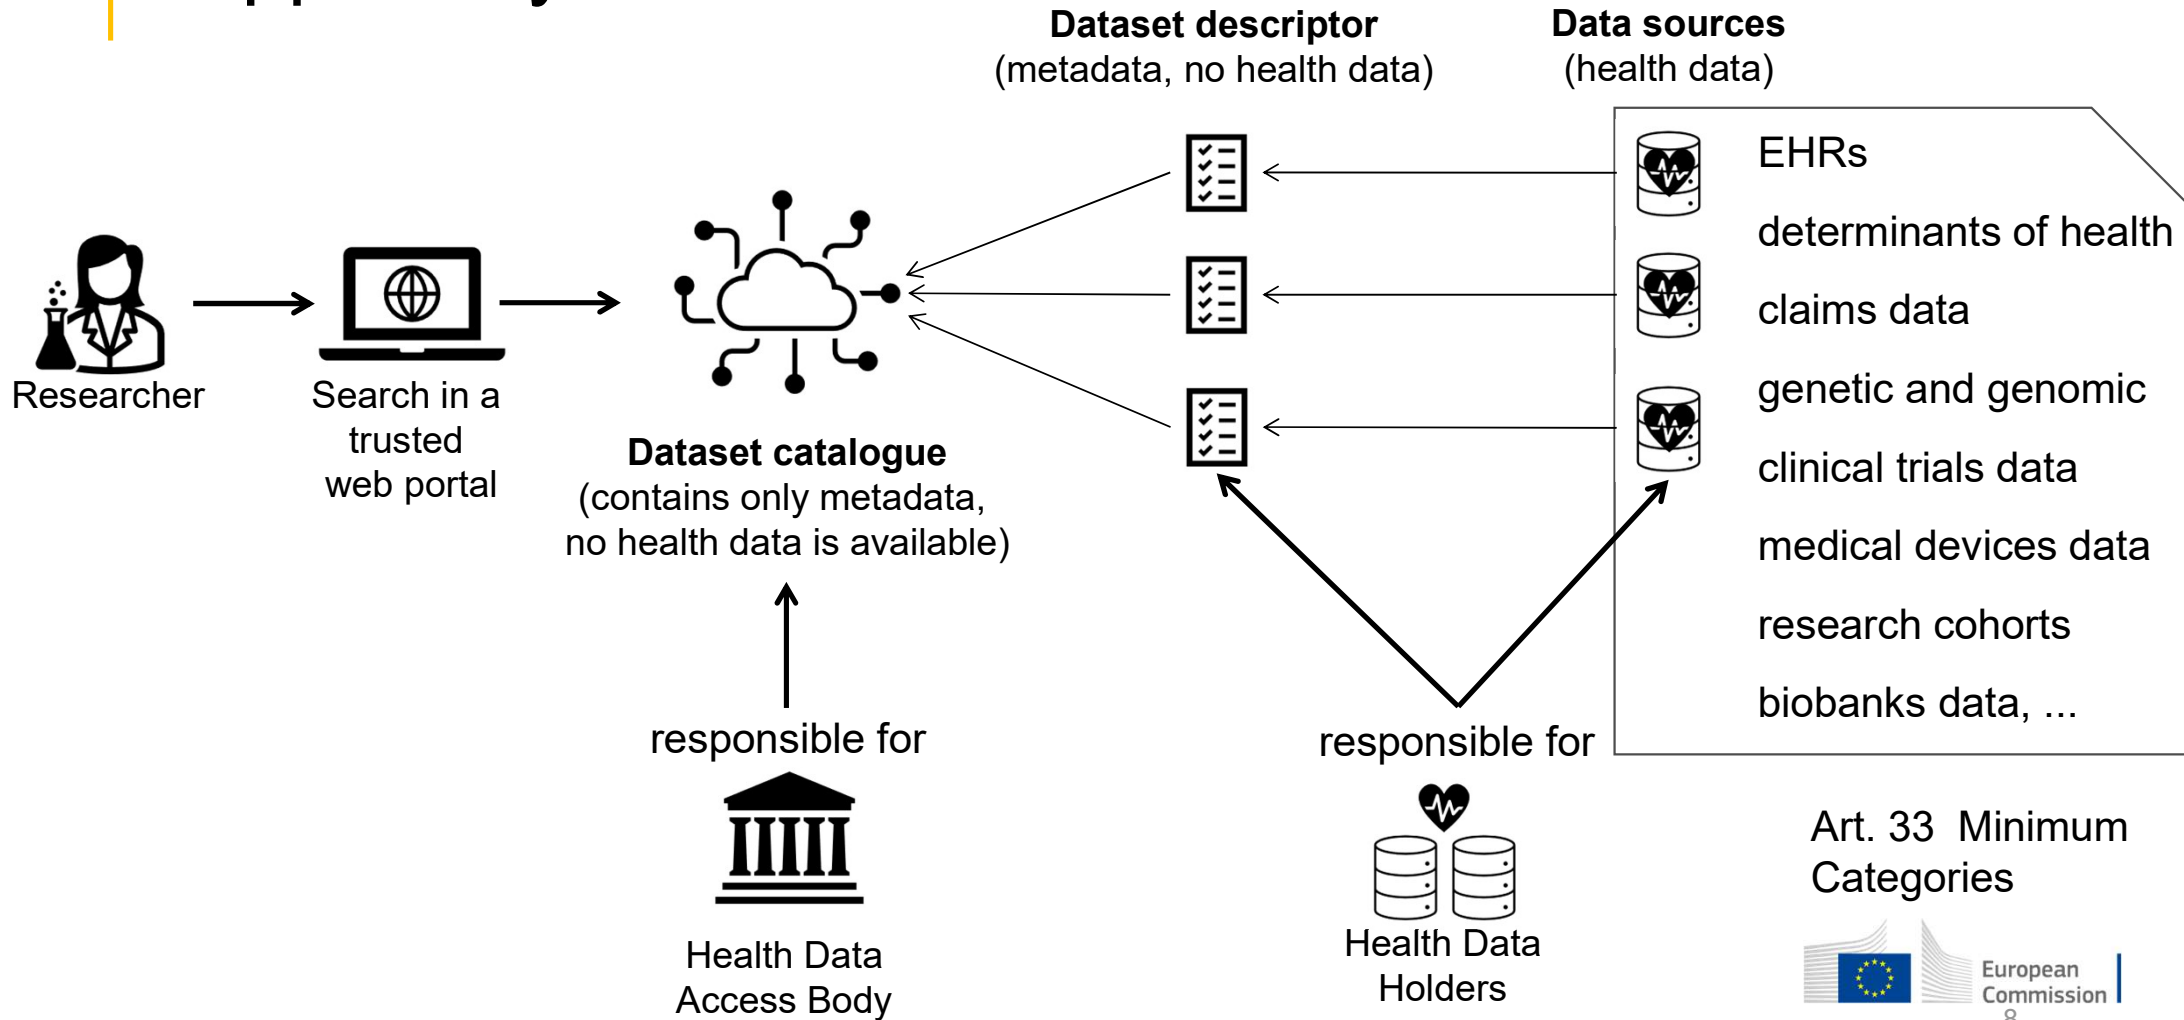 Dataset descriptor
(metadata, no health data)
Data sources
(health data)
EHRs
determinants of health
claims data
genetic and genomic
clinical trials data
medical devices data
research cohorts
biobanks data, ...
Researcher
Search in a
trusted
web portal
Dataset catalogue
(contains only metadata,
no health data is available)
responsible for
Health Data
Access Body
responsible for
Health Data
Holders
Art. 33 Minimum
Categories
European
Commission
8